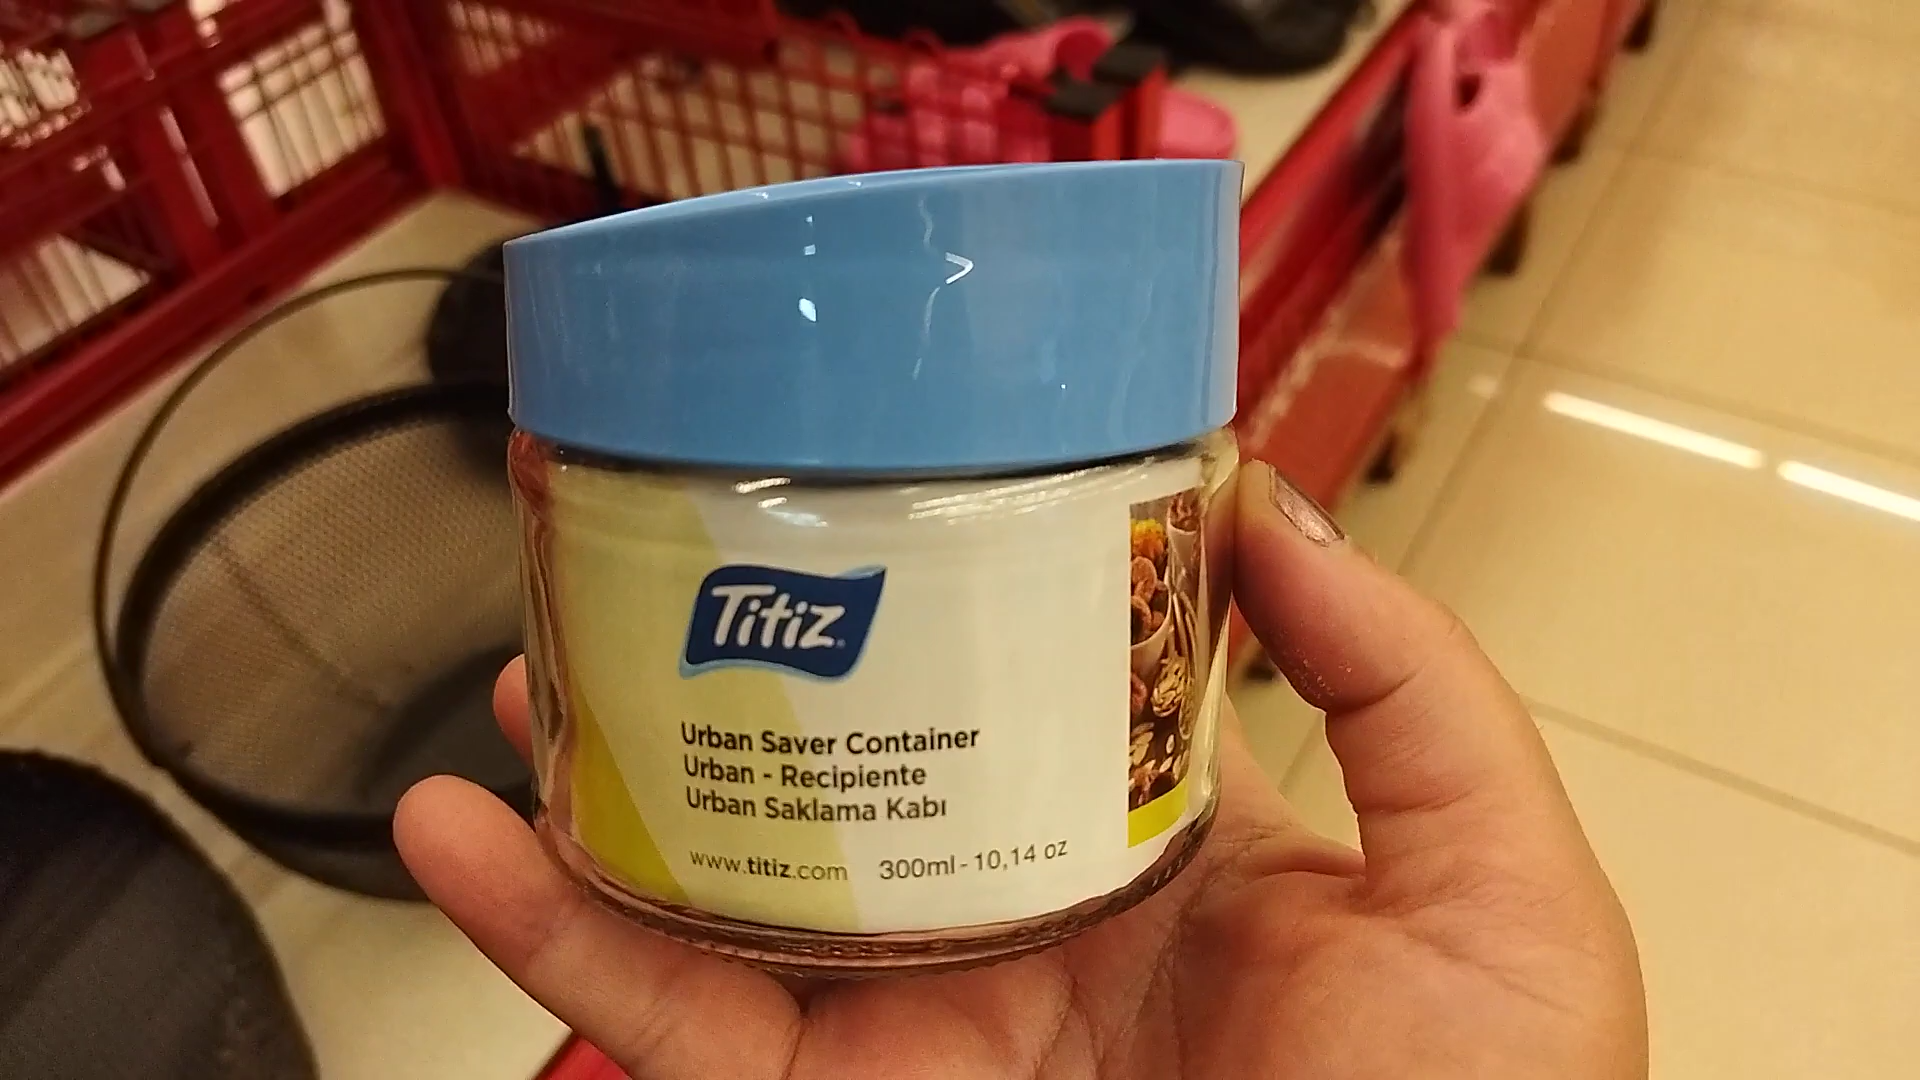 Titiz
Urban Saver Container
Urban - Recipiente
Urban Saklama Kabı
www.titiz.com 300ml - 10,14 oz